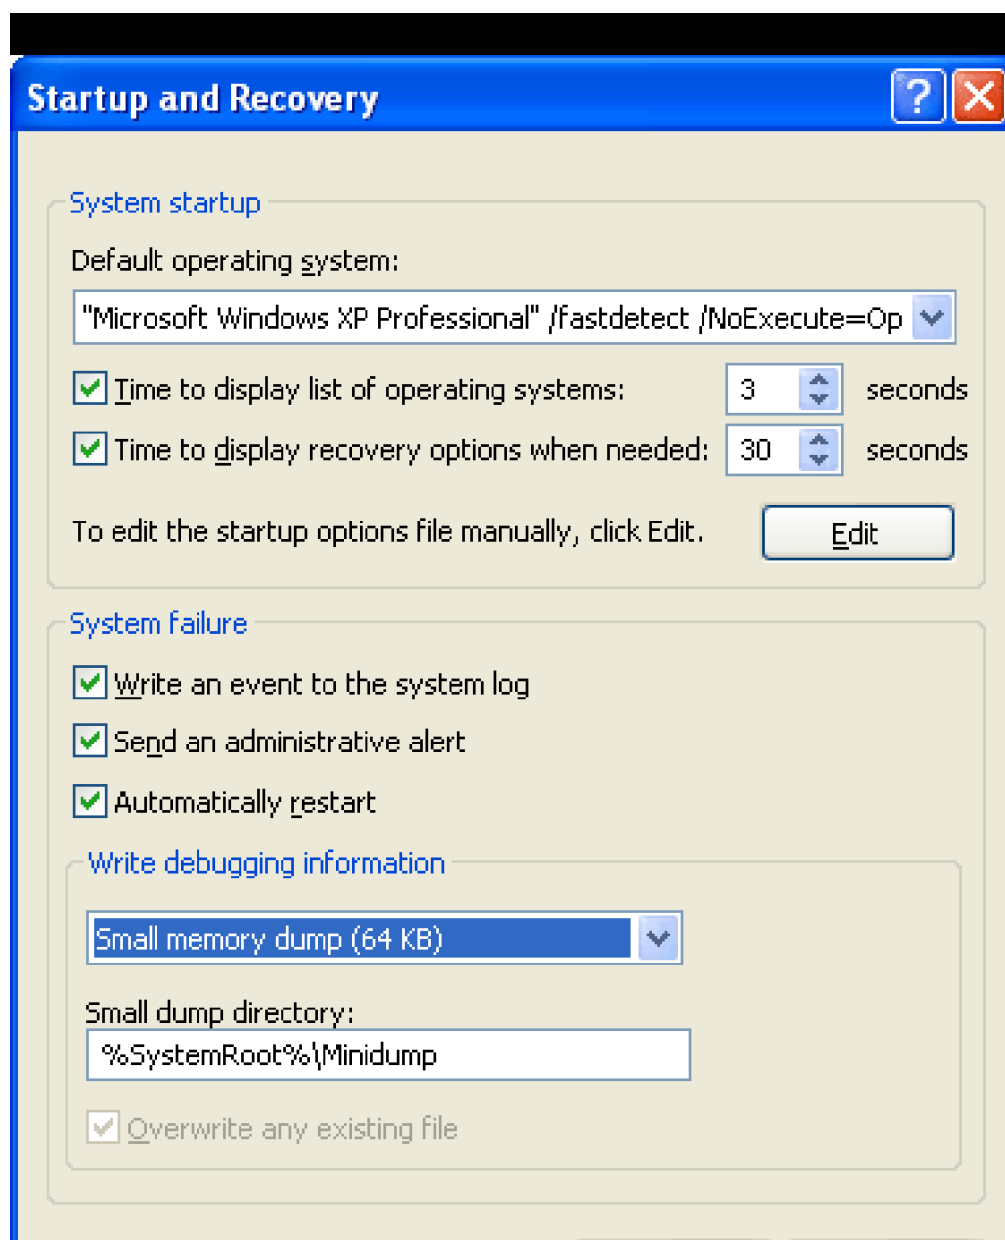 Startup and Recovery
System startup
Default operating system:
"Microsoft Windows XP Professional" /fastdetect /NoExecute=Op
Time to display list of operating systems: 3 seconds
Time to display recovery options when needed: 30 seconds
To edit the startup options file manually, click Edit. Edit
System failure
Write an event to the system log
Send an administrative alert
Automatically restart
Write debugging information
Small memory dump (64 KB)
Small dump directory:
%SystemRoot%\Minidump
Overwrite any existing file